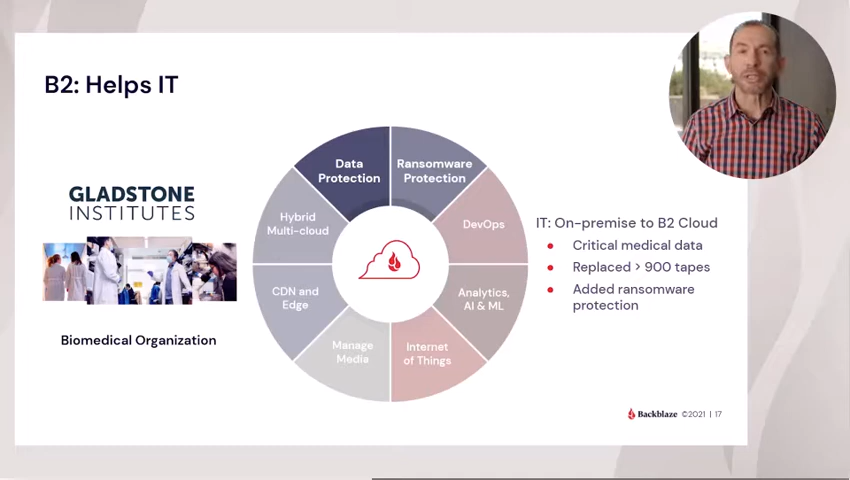 B2: Helps IT
GLADSTONE
INSTITUTES
Biomedical Organization
Data
Protection
Ransomware
Protection
Hybrid
Multi-cloud
DevOps
CDN and
Edge
Analytics,
AI & ML
Manage
Media
Internet
of Things
IT: On-premise to B2 Cloud
• Critical medical data
• Replaced > 900 tapes
• Added ransomware
protection
Backblaze ©2021 | 17